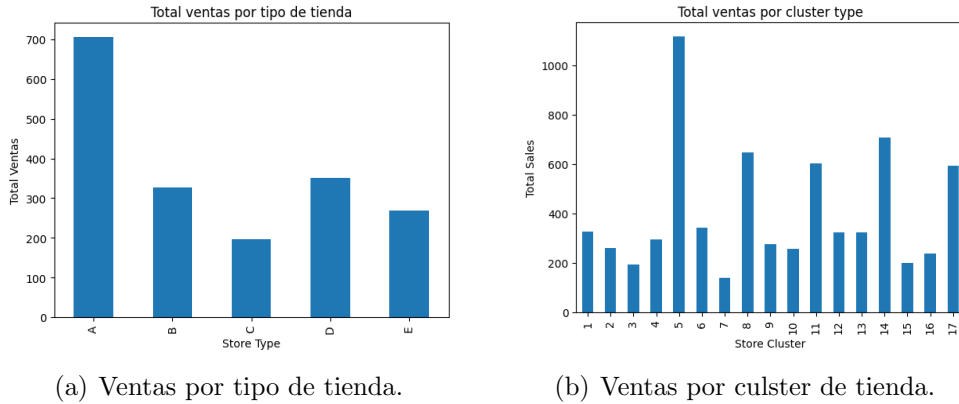 Total ventas por tipo de tienda
Total Ventas
700
600
500
400
300
200
100
0
A
B
C
D
E
Store Type
(a) Ventas por tipo de tienda.
Total ventas por cluster type
Total Sales
1000
800
600
400
200
0
1
2
3
4
5
6
7
8
9
10
11
12
13
14
15
16
17
Store Cluster
(b) Ventas por culster de tienda.